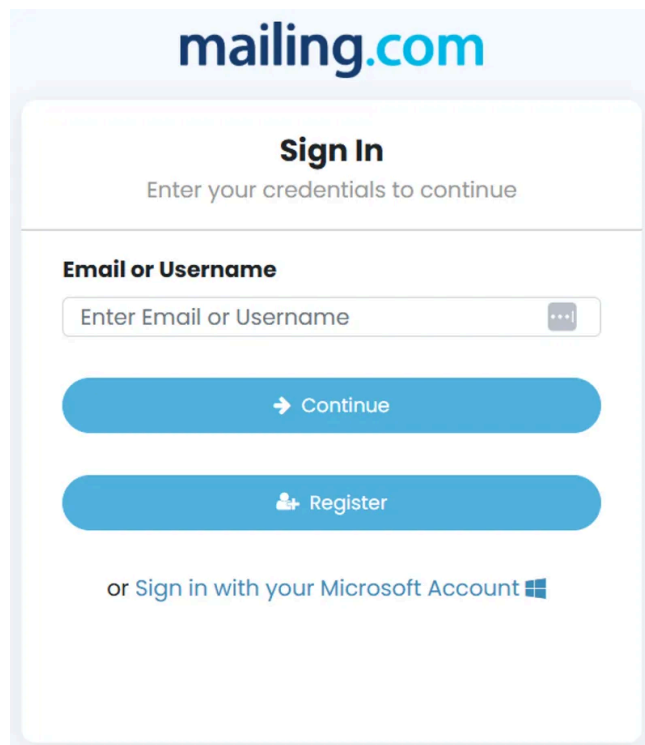 mailing.com
Sign In
Enter your credentials to continue
Email or Username
Enter Email or Username
Continue
Register
or Sign in with your Microsoft Account